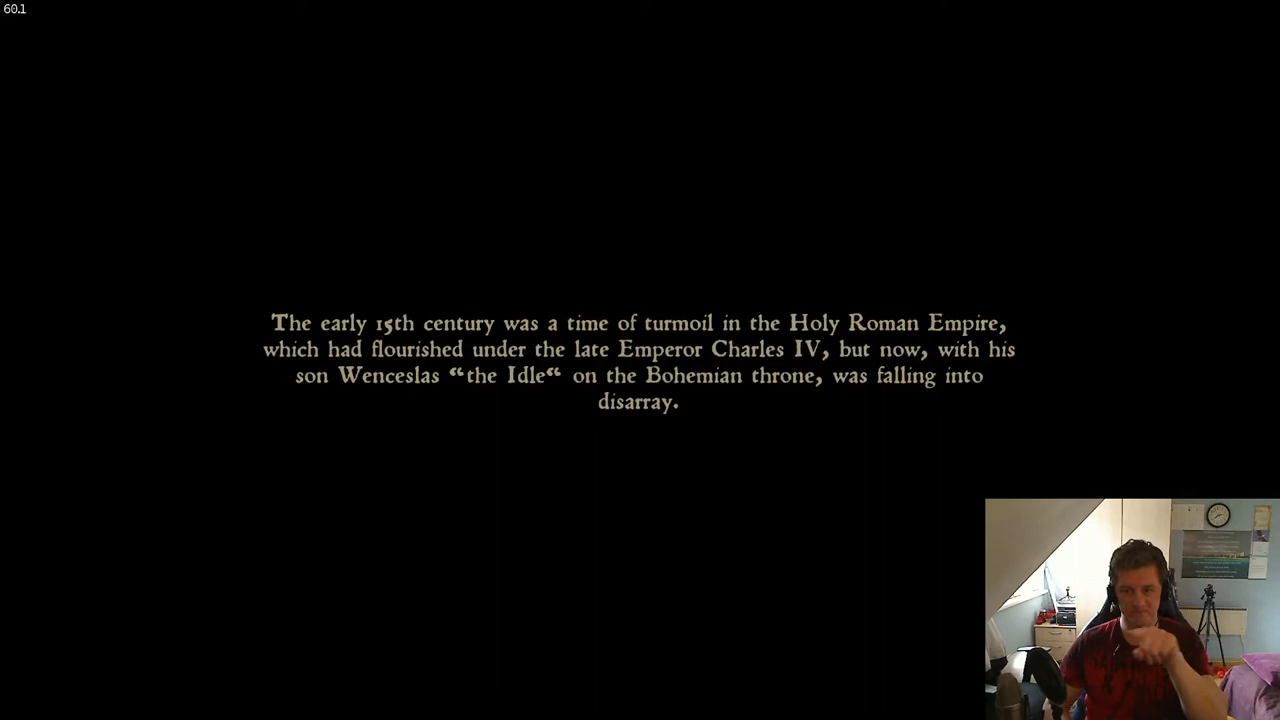 60.1
The early 15th century was a time of turmoil in the Holy Roman Empire,
which had flourished under the late Emperor Charles IV, but now, with his
son Wenceslas “the Idle“ on the Bohemian throne, was falling into
disarray.